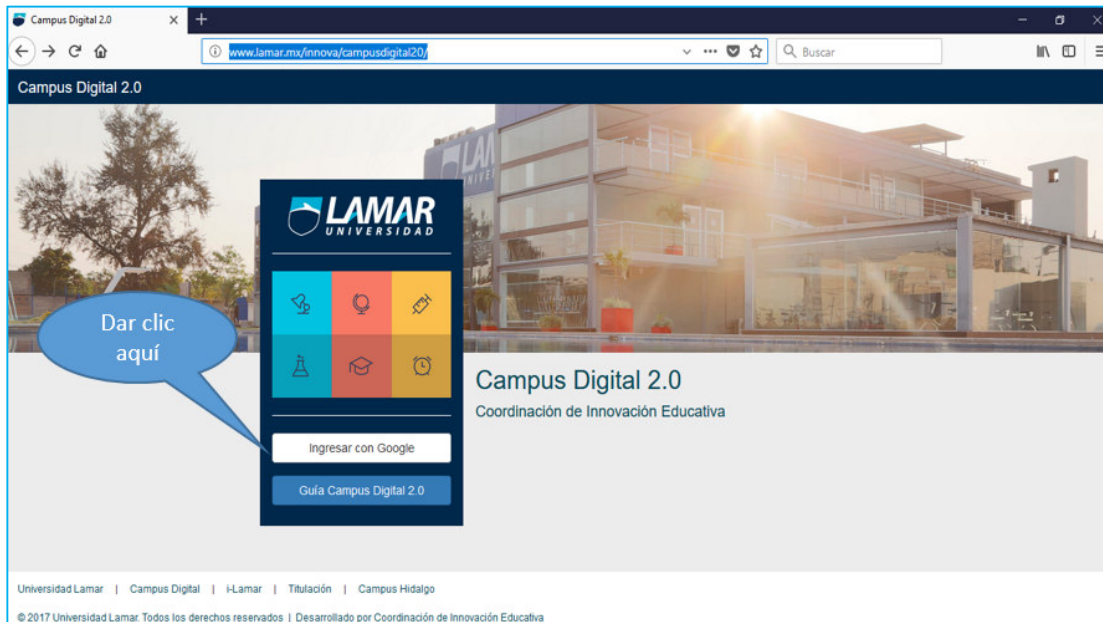 Campus Digital 2.0
www.lamar.mx/innova/campusdigital20/
Buscar
Campus Digital 2.0
LAMAR
UNIVERSIDAD
Dar clic
aquí
Campus Digital 2.0
Coordinación de Innovación Educativa
Ingresar con Google
Guía Campus Digital 2.0
Universidad Lamar | Campus Digital | i-Lamar | Titulación | Campus Hidalgo
© 2017 Universidad Lamar. Todos los derechos reservados | Desarrollado por Coordinación de Innovación Educativa